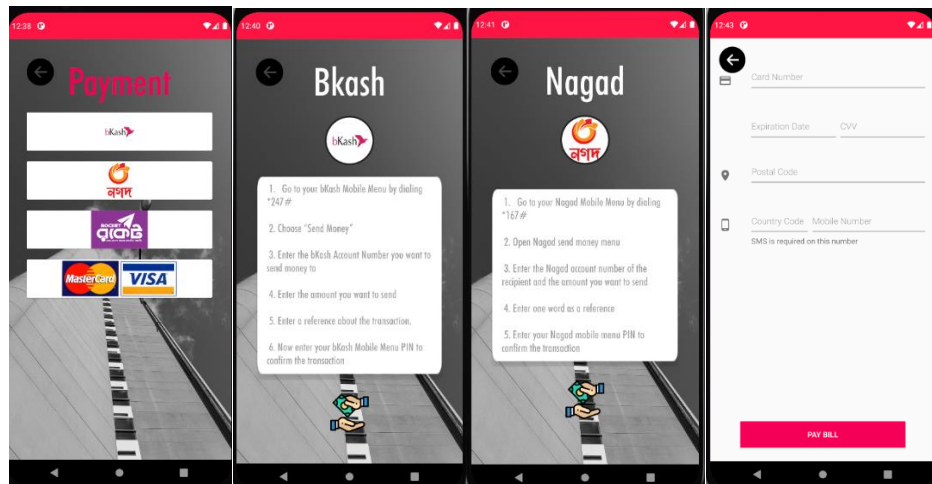 12:38
Payment
bKash
নগদ
ROCKET
রকেট
MasterCard VISA
12:40
Bkash
bKash
1. Go to your bKash Mobile Menu by dialing
*247#
2. Choose "Send Money"
3. Enter the bKash Account Number you want to
send money to
4. Enter the amount you want to send
5. Enter a reference about the transaction.
6. Now enter your bKash Mobile Menu PIN to
confirm the transaction
12:41
Nagad
নগদ
1. Go to your Nagad Mobile Menu by dialing
*167#
2. Open Nagad send money menu
3. Enter the Nagad account number of the
recipient and the amount you want to send
4. Enter one word as a reference
5. Enter your Nagad mobile menu PIN to
confirm the transaction
12:43
Card Number
Expiration Date CVV
Postal Code
Country Code Mobile Number
SMS is required on this number
PAY BILL